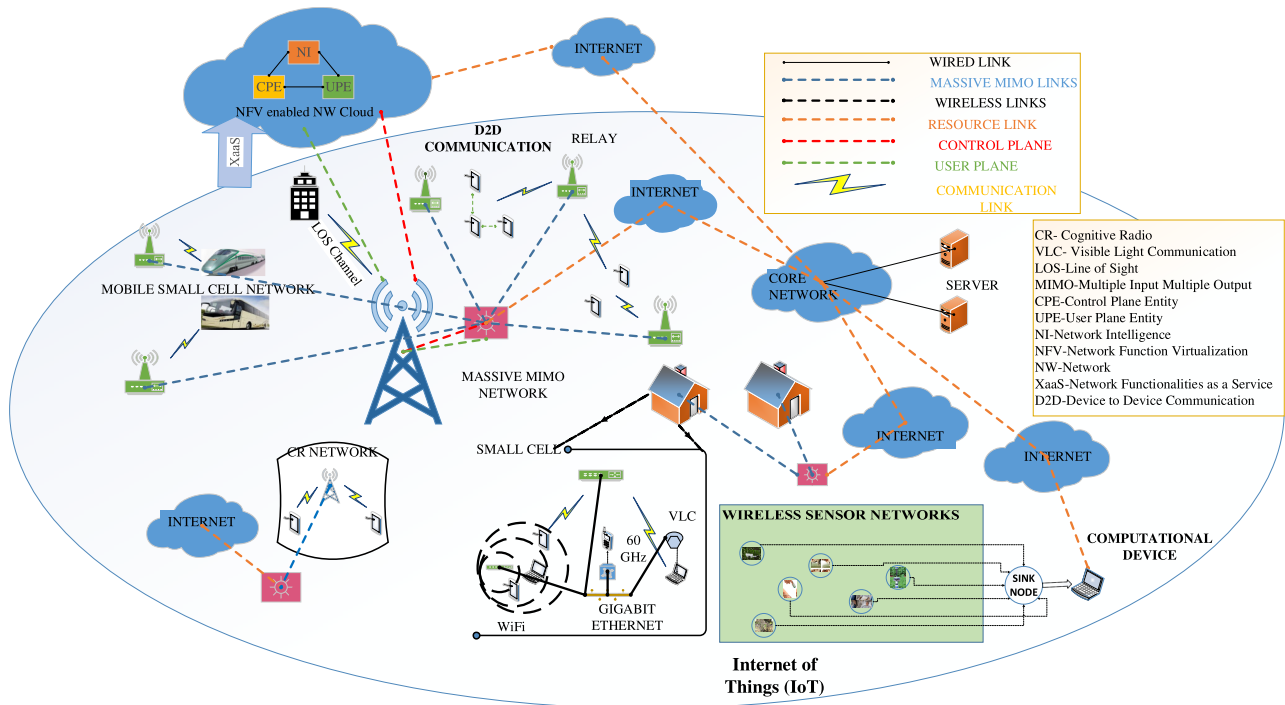 NI
CPE
UPE
NFV enabled NW Cloud
XaaS
INTERNET
WIRED LINK
MASSIVE MIMO LINKS
WIRELESS LINKS
RESOURCE LINK
CONTROL PLANE
USER PLANE
COMMUNICATION
LINK
D2D
COMMUNICATION
RELAY
INTERNET
LOS Channel
MOBILE SMALL CELL NETWORK
CORE
NETWORK
SERVER
CR- Cognitive Radio
VLC- Visible Light Communication
LOS-Line of Sight
MIMO-Multiple Input Multiple Output
CPE-Control Plane Entity
UPE-User Plane Entity
NI-Network Intelligence
NFV-Network Function Virtualization
NW-Network
XaaS-Network Functionalities as a Service
D2D-Device to Device Communication
MASSIVE MIMO
NETWORK
SMALL CELL
INTERNET
INTERNET
CR NETWORK
INTERNET
VLC
60
GHz
GIGABIT
ETHERNET
WiFi
WIRELESS SENSOR NETWORKS
SINK
NODE
COMPUTATIONAL
DEVICE
Internet of
Things (IoT)